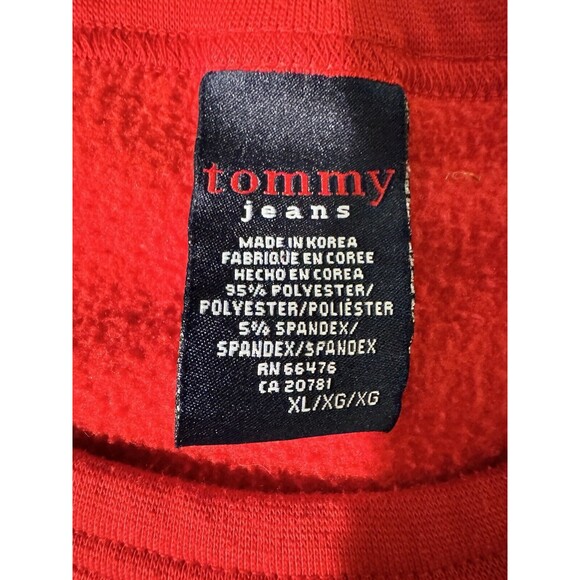 tommy
jeans
MADE IN KOREA
FABRIQUE EN COREE
HECHO EN COREA
95% POLYESTER/
POLYESTER/POLIÉSTER
5% SPANDEX/
SPANDEX/SPANDEX
RN 66476
CA 20781
XL/XG/XG